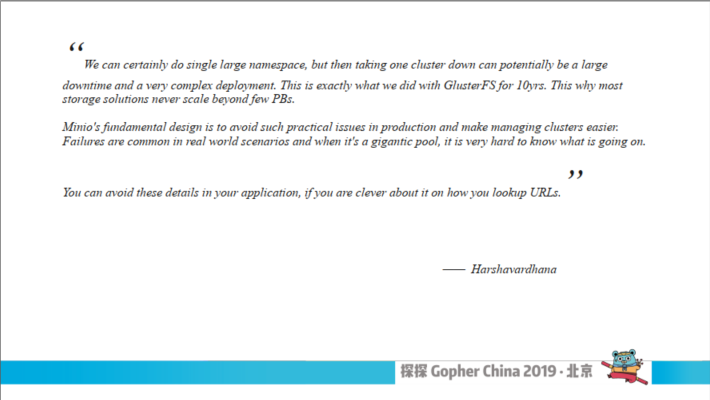 “
We can certainly do single large namespace, but then taking one cluster down can potentially be a large
downtime and a very complex deployment. This is exactly what we did with GlusterFS for 10yrs. This why most
storage solutions never scale beyond few PBs.
Minio's fundamental design is to avoid such practical issues in production and make managing clusters easier.
Failures are common in real world scenarios and when it's a gigantic pool, it is very hard to know what is going on.
You can avoid these details in your application, if you are clever about it on how you lookup URLs. ”
—— Harshavardhana
探探 Gopher China 2019 · 北京